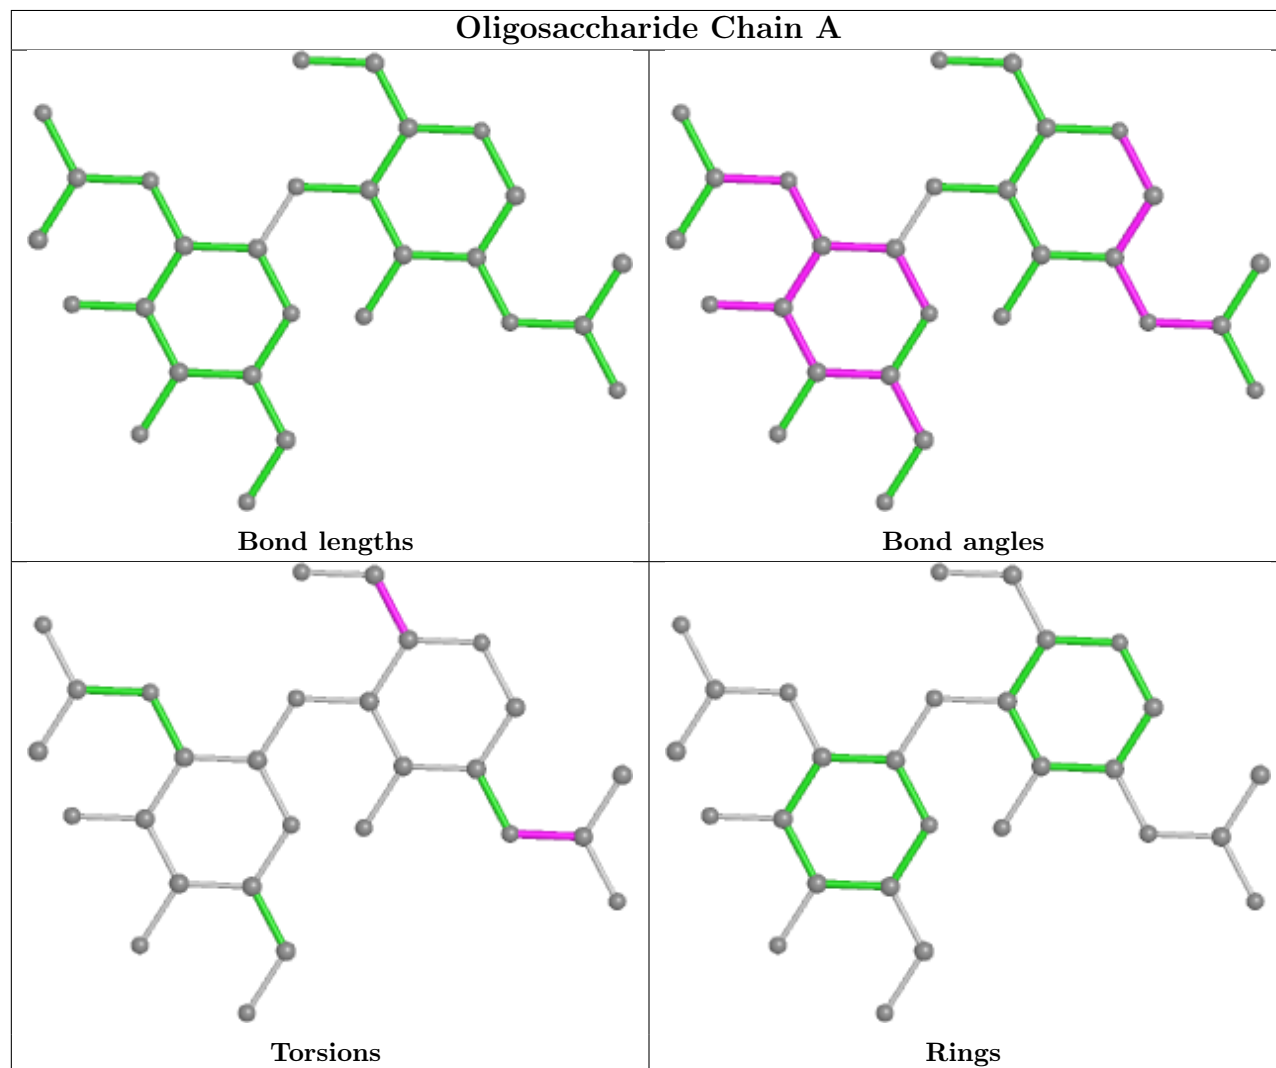 Oligosaccharide Chain A
Bond lengths
Bond angles
Torsions
Rings